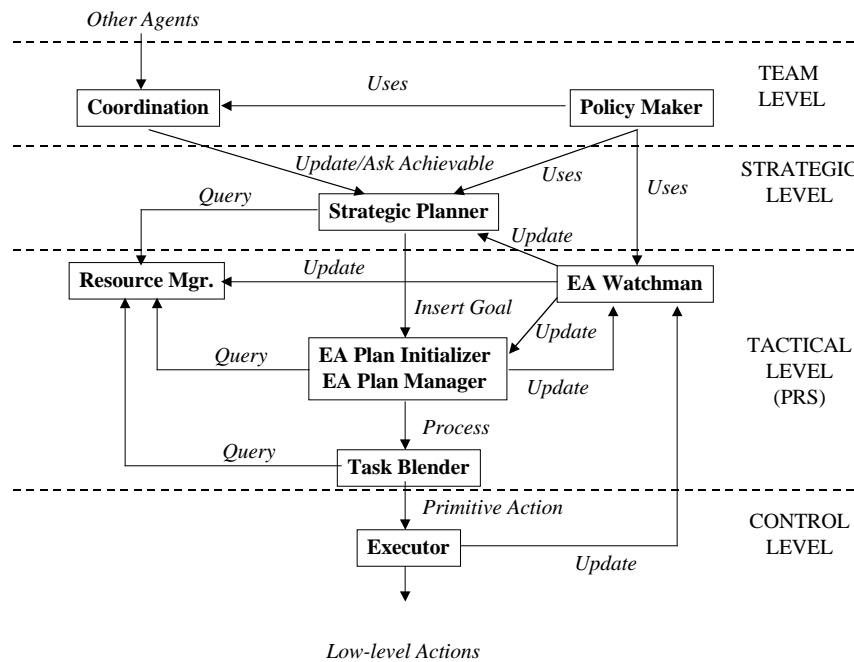 Other Agents
Uses
TEAM
LEVEL
Coordination
Policy Maker
Update/Ask Achievable
Uses
Uses
STRATEGIC
LEVEL
Query
Strategic Planner
Update
Resource Mgr.
Update
EA Watchman
Insert Goal
Update
TACTICAL
LEVEL
(PRS)
Query
EA Plan Initializer
EA Plan Manager
Update
Process
Query
Task Blender
Primitive Action
CONTROL
LEVEL
Executor
Update
Low-level Actions